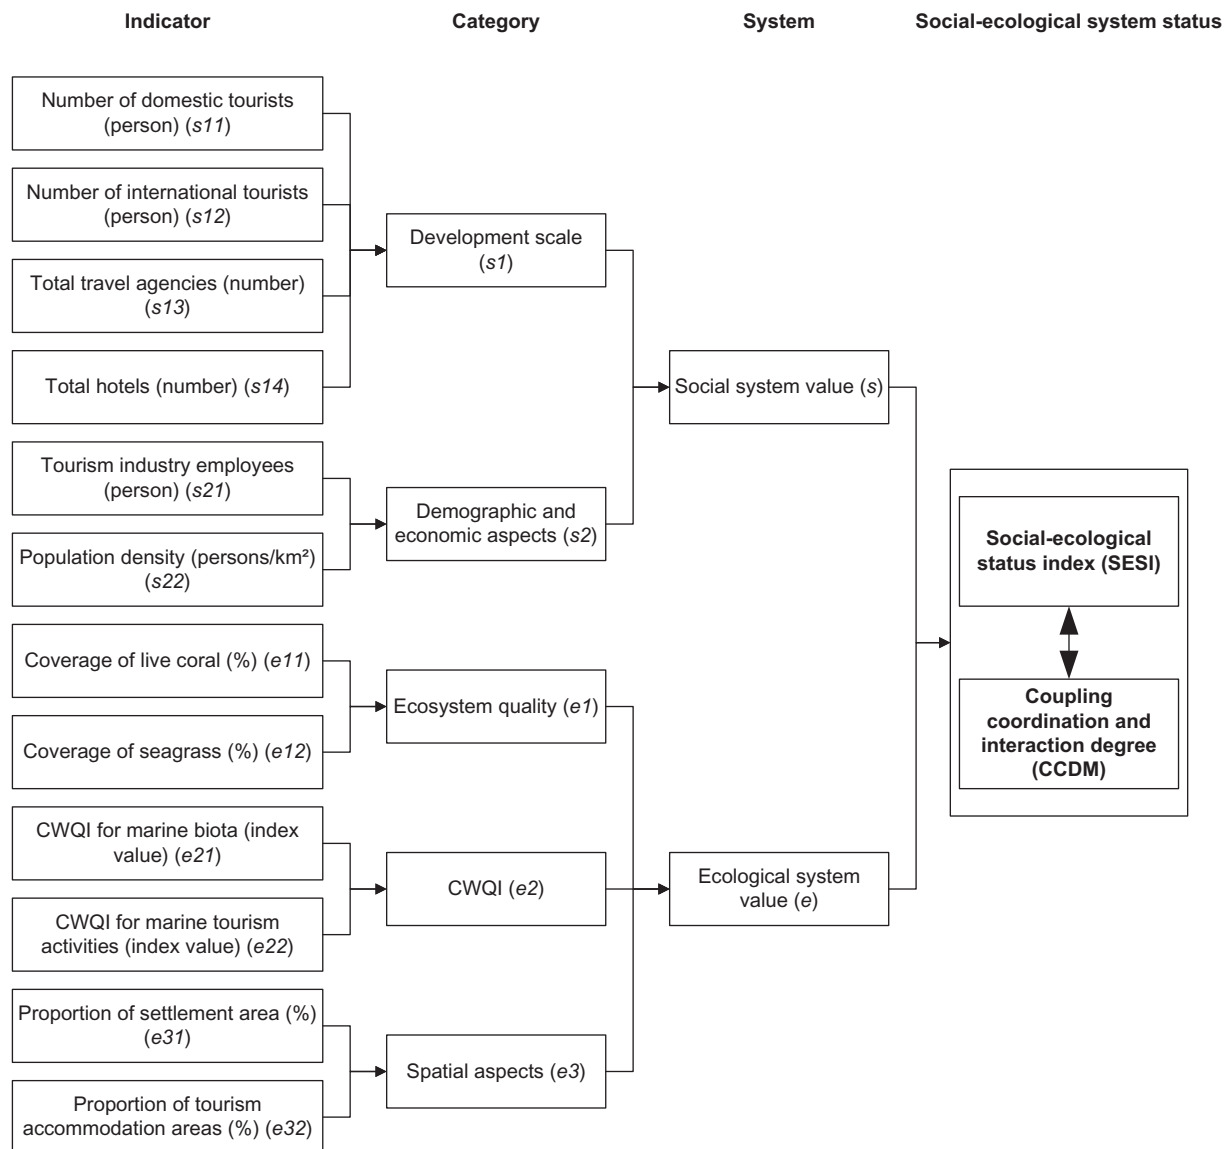 Indicator
Category
System
Social-ecological system status
Number of domestic tourists
(person) (s11)
Number of international tourists
(person) (s12)
Total travel agencies (number)
(s13)
Total hotels (number) (s14)
Tourism industry employees
(person) (s21)
Population density (persons/km²)
(s22)
Coverage of live coral (%) (e11)
Coverage of seagrass (%) (e12)
CWQI for marine biota (index
value) (e21)
CWQI for marine tourism
activities (index value) (e22)
Proportion of settlement area (%)
(e31)
Proportion of tourism
accommodation areas (%) (e32)
Development scale
(s1)
Demographic and
economic aspects (s2)
Ecosystem quality (e1)
CWQI (e2)
Spatial aspects (e3)
Social system value (s)
Ecological system
value (e)
Social-ecological
status index (SESI)
Coupling
coordination and
interaction degree
(CCDM)